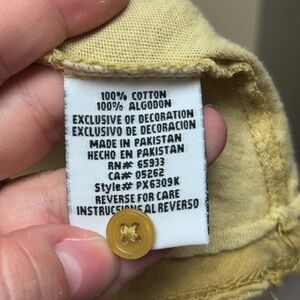 100% COTTON
100% ALGODON
EXCLUSIVE OF DECORATION
EXCLUSIVO DE DECORACION
MADE IN PAKISTAN
HECHO EN PAKISTAN
RN# 65933
CA# 05262
Style# PX6309K
REVERSE FOR CARE
INSTRUCTIONS AL REVERSO